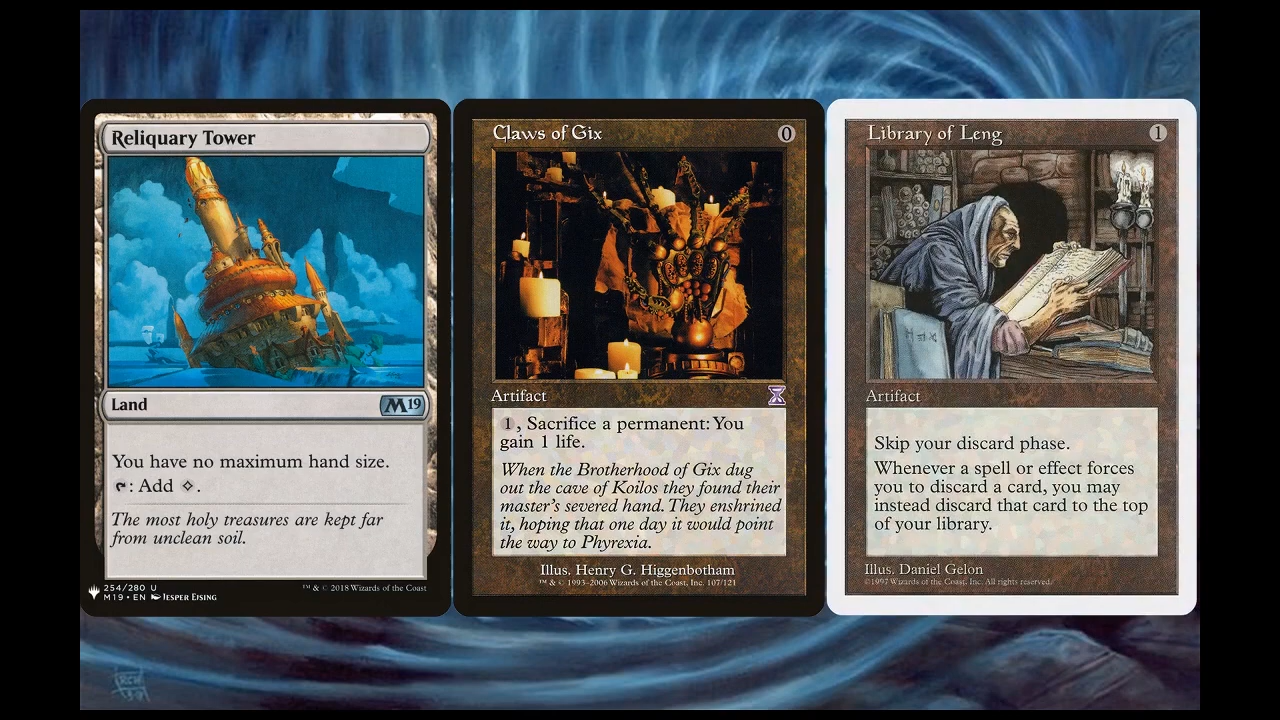 Reliquary Tower
Land
M19
You have no maximum hand size.
: Add .
The most holy treasures are kept far
from unclean soil.
254/280 U
M19 • EN JESPER EJSING
™ & © 2018 Wizards of the Coast
Claws of Gix
0
Artifact
1, Sacrifice a permanent: You
gain 1 life.
When the Brotherhood of Gix dug
out the cave of Koilos they found their
master's severed hand. They enshrined
it, hoping that one day it would point
the way to Phyrexia.
Illus. Henry G. Higgenbotham
™ & © 1993–2006 Wizards of the Coast, Inc. 107/121
Library of Leng
1
Artifact
Skip your discard phase.
Whenever a spell or effect forces
you to discard a card, you may
instead discard that card to the top
of your library.
Illus. Daniel Gelon
©1997 Wizards of the Coast, Inc. All rights reserved.